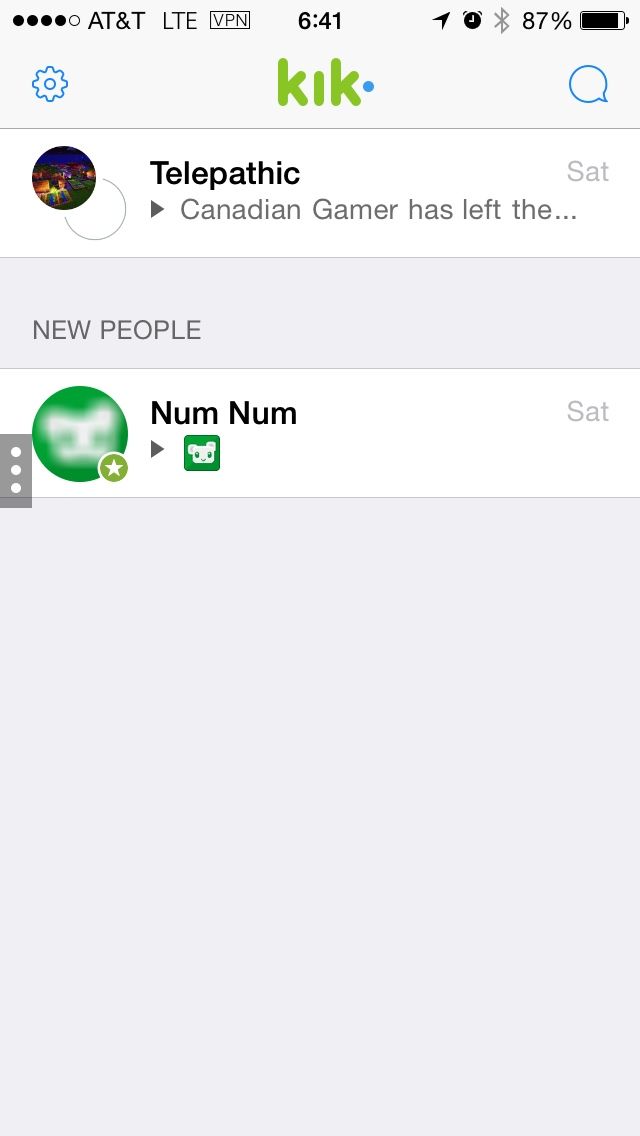 AT&T LTE VPN 6:41 87%
kik
Telepathic Sat
Canadian Gamer has left the...
NEW PEOPLE
Num Num Sat